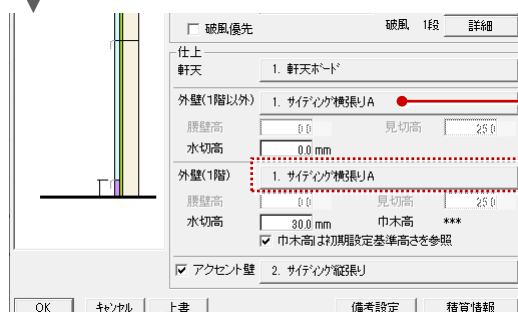 破風優先 破風 1段 詳細
仕上
軒天 1. 軒天ボード
外壁(1階以外) 1. サイディング横張りA
腰壁高 0.0 見切高 25.0
水切高 0.0 mm
外壁(1階) 1. サイディング横張りA
腰壁高 0.0 見切高 25.0
水切高 30.0 mm 巾木高 ***
巾木高は初期設定基準高さを参照
アクセント壁 2. サイディング縦張り
OK キャンセル 上書 備考設定 積算情報